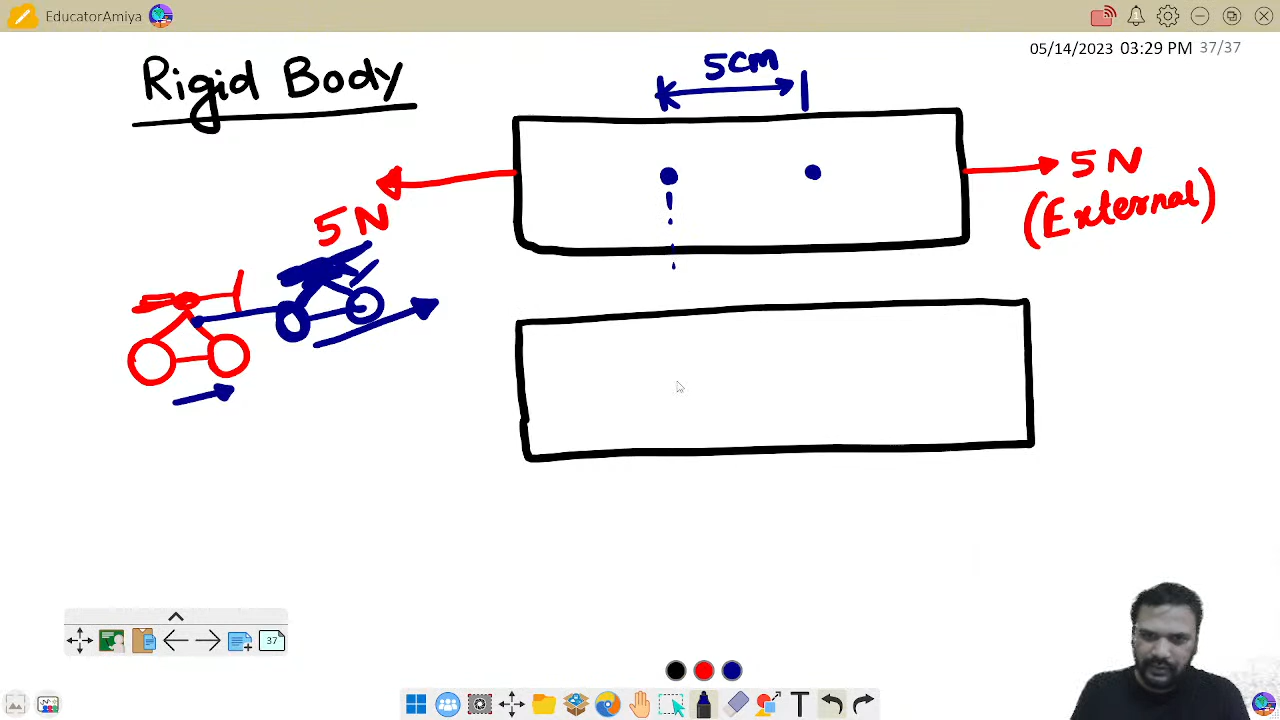 EducatorAmiya
05/14/2023 03:29 PM 37/37
Rigid Body
5cm
5N
(External)
5N
37
T